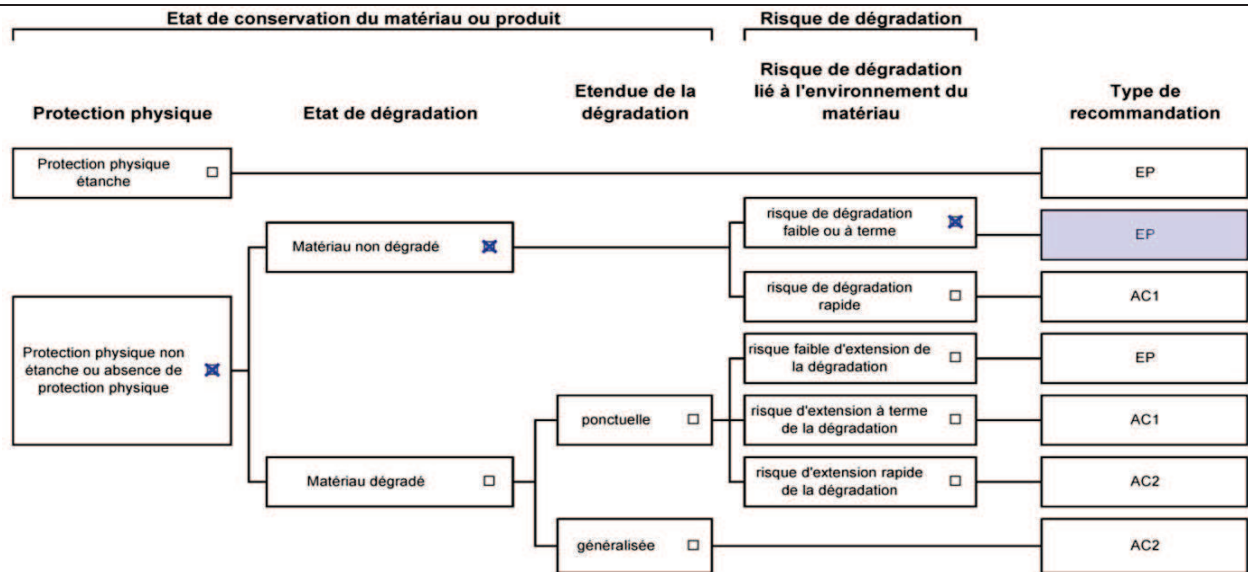 Etat de conservation du matériau ou produit
Risque de dégradation
Protection physique
Etat de dégradation
Etendue de la
dégradation
Risque de dégradation
lié à l'environnement du
matériau
Type de
recommandation
Protection physique
étanche
EP
risque de dégradation
faible ou à terme
EP
Matériau non dégradé
risque de dégradation
rapide
AC1
Protection physique non
étanche ou absence de
protection physique
risque faible d'extension de
la dégradation
EP
ponctuelle
risque d'extension à terme
de la dégradation
AC1
Matériau dégradé
risque d'extension rapide
de la dégradation
AC2
généralisée
AC2